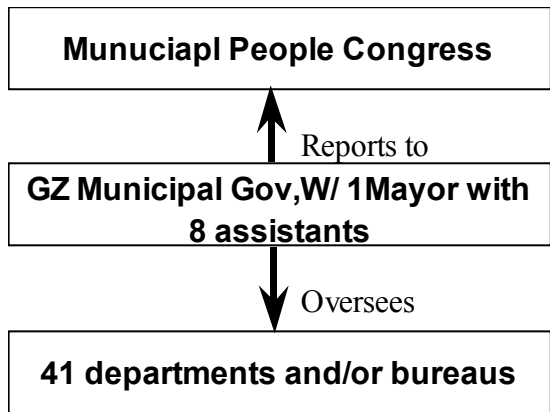 Munuciapl People Congress
Reports to
GZ Municipal Gov,W/ 1Mayor with
8 assistants
Oversees
41 departments and/or bureaus